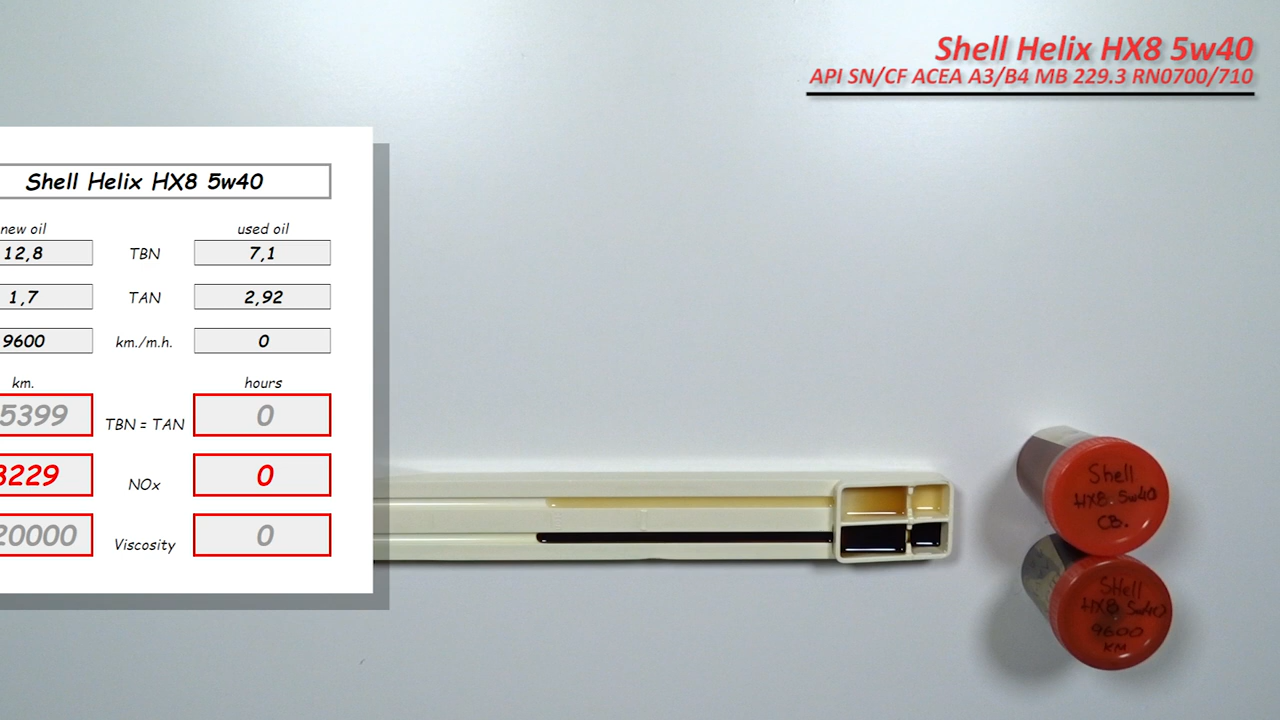 Shell Helix HX8 5w40
API SN/CF ACEA A3/B4 MB 229.3 RN0700/710
Shell Helix HX8 5w40
new oil used oil
12,8 TBN 7,1
1,7 TAN 2,92
9600 km./m.h. 0
km. hours
5399 TBN = TAN 0
8229 NOx 0
20000 Viscosity 0
Shell
HX8 5w40
CB.
SHell
HX8 5w40
9600
KM